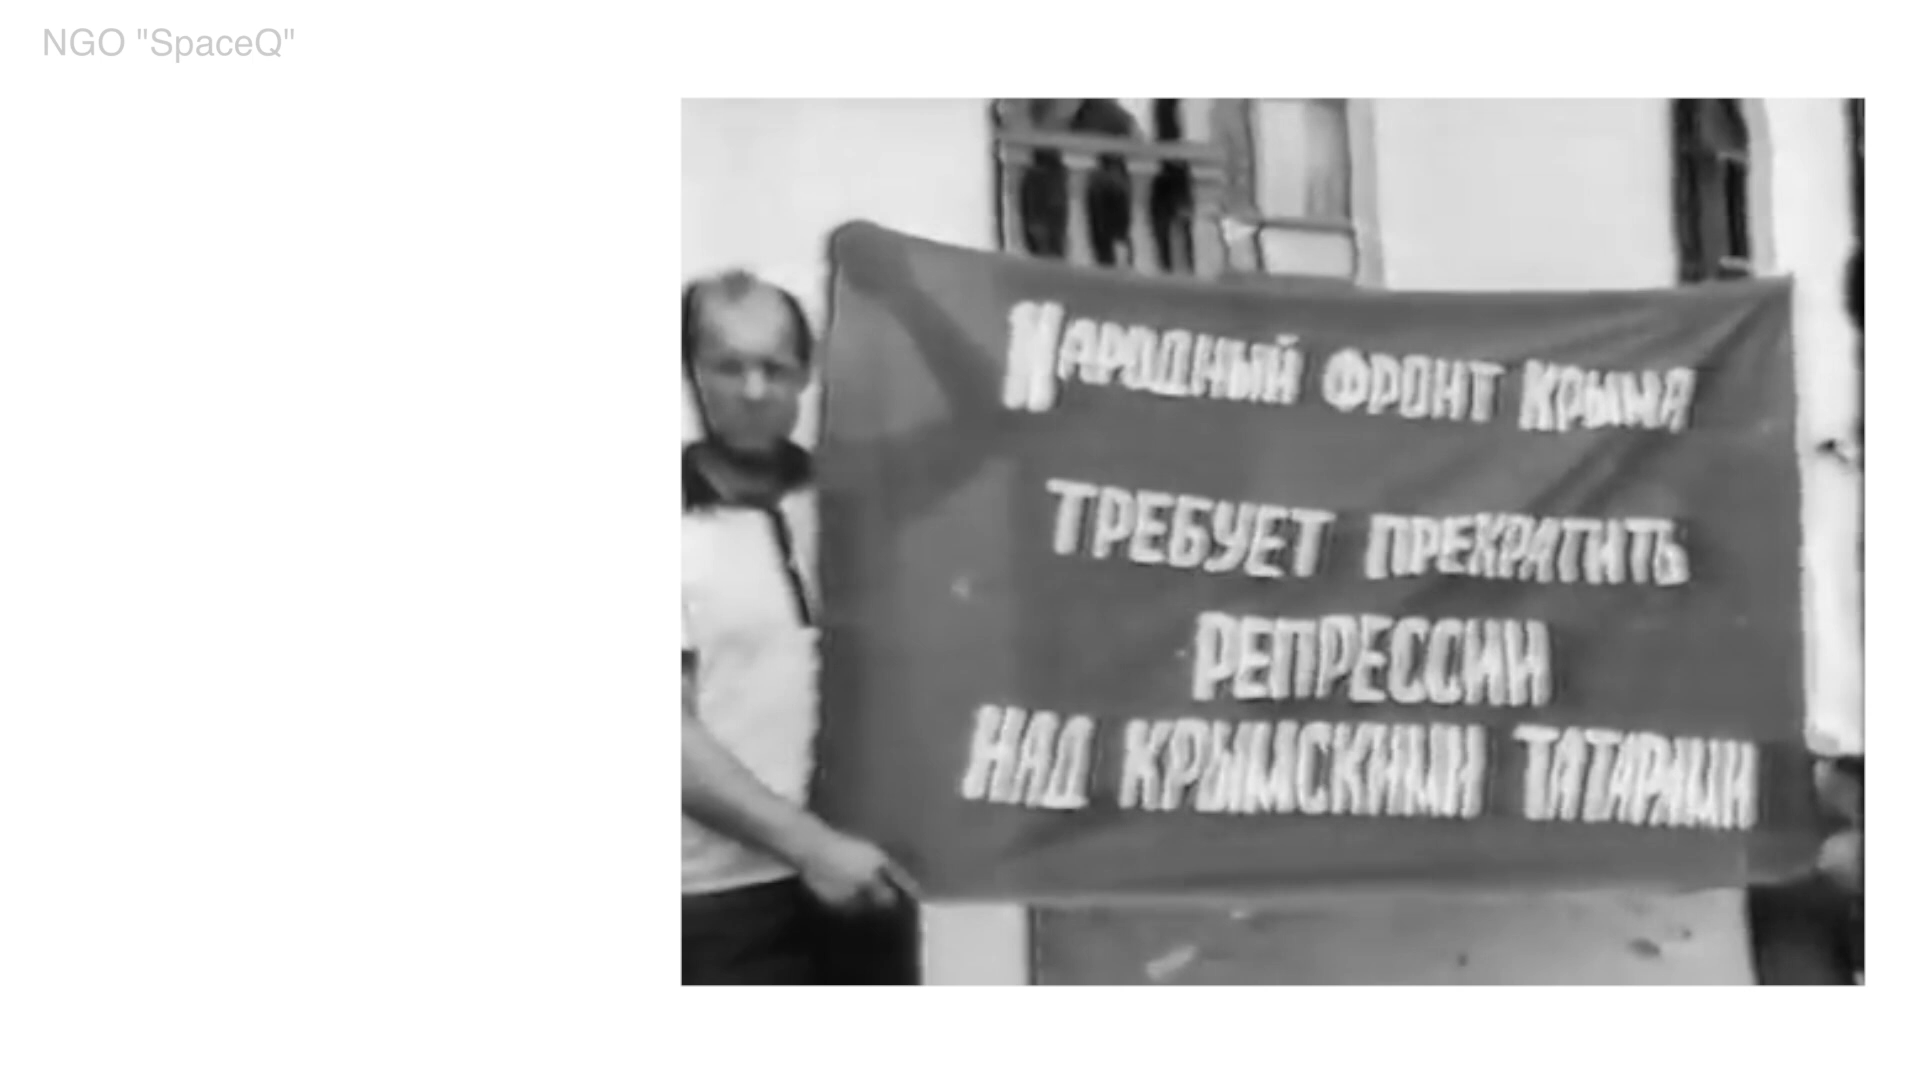 NGO "SpaceQ"
НАРОДНЫЙ ФРОНТ КРЫМА
ТРЕБУЕТ ПРЕКРАТИТЬ
РЕПРЕССИИ
НАД КРЫМСКИМИ ТАТАРАМИ